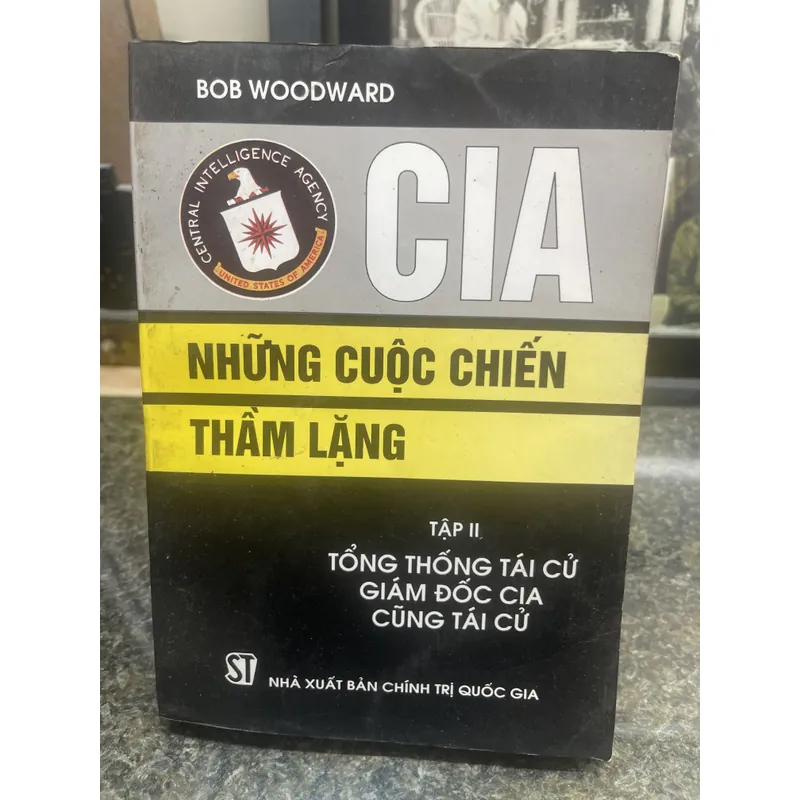 BOB WOODWARD
CENTRAL INTELLIGENCE AGENCY
UNITED STATES OF AMERICA
CIA
NHỮNG CUỘC CHIẾN
THẦM LẶNG
TẬP II
TỔNG THỐNG TÁI CỬ
GIÁM ĐỐC CIA
CŨNG TÁI CỬ
ST
NHÀ XUẤT BẢN CHÍNH TRỊ QUỐC GIA